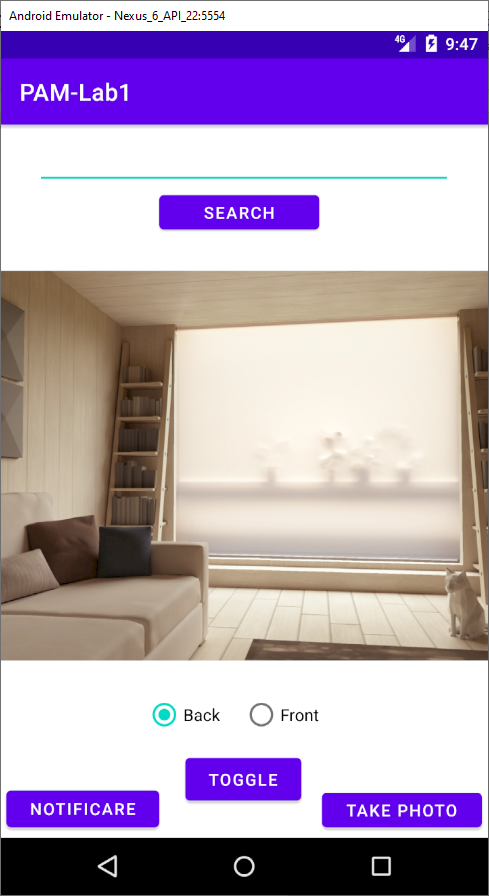 Android Emulator - Nexus_6_API_22:5554
4G 9:47
PAM-Lab1
SEARCH
Back Front
TOGGLE
NOTIFICARE
TAKE PHOTO